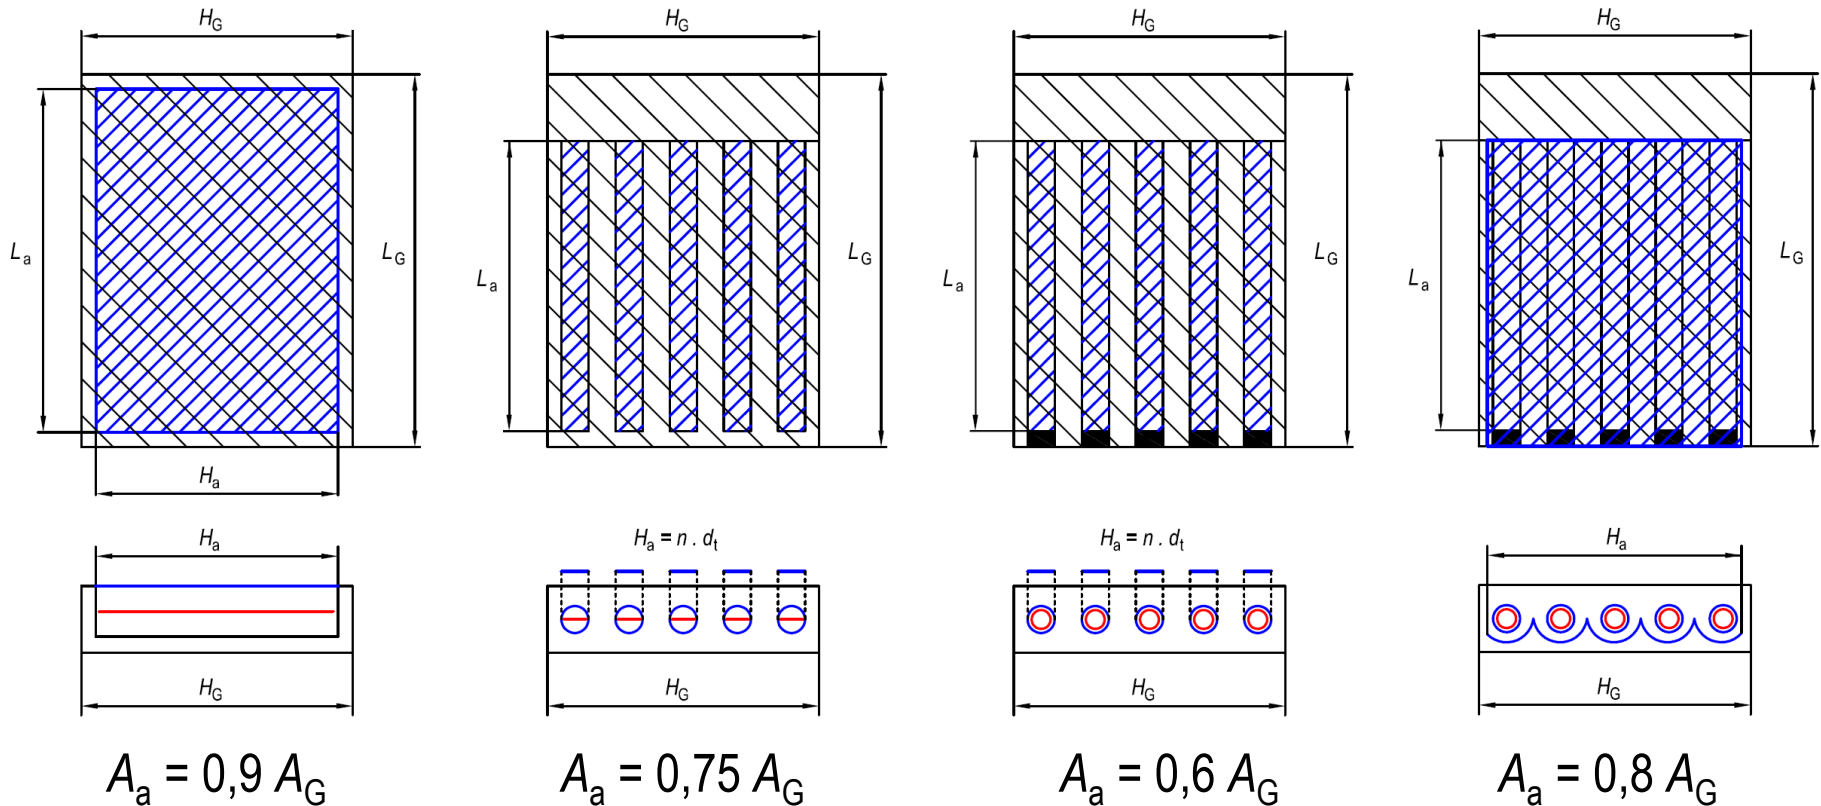 H_G H_G H_G H_G
L_a L_G L_a L_G L_a L_G L_a L_G
H_a
H_a H_a = n . d_t H_a = n . d_t H_a
H_G H_G H_G H_G
A_a = 0,9 A_G A_a = 0,75 A_G A_a = 0,6 A_G A_a = 0,8 A_G